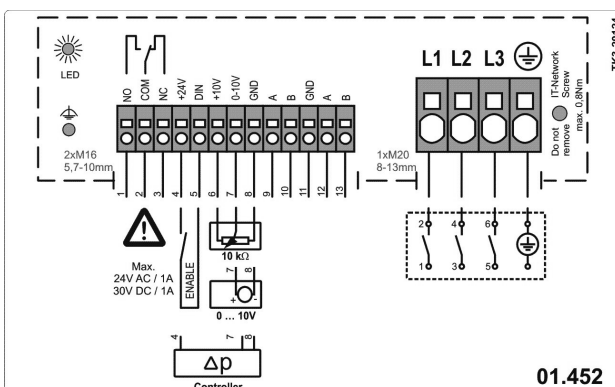 LED
2xM16
5,7-10mm
NO
COM
NC
+24V
DIN
+10V
0-10V
GND
A
B
GND
A
B
1
2
3
4
5
6
7
8
9
10
11
12
13
L1 L2 L3
IT-Network
Screw
Do not
remove
max. 0,8Nm
1xM20
8-13mm
Max.
24V AC / 1A
30V DC / 1A
ENABLE
10 kΩ
7 8
+ -
0 ... 10V
4 7 8
Δp
Controller
2 4 6
1 3 5
01.452